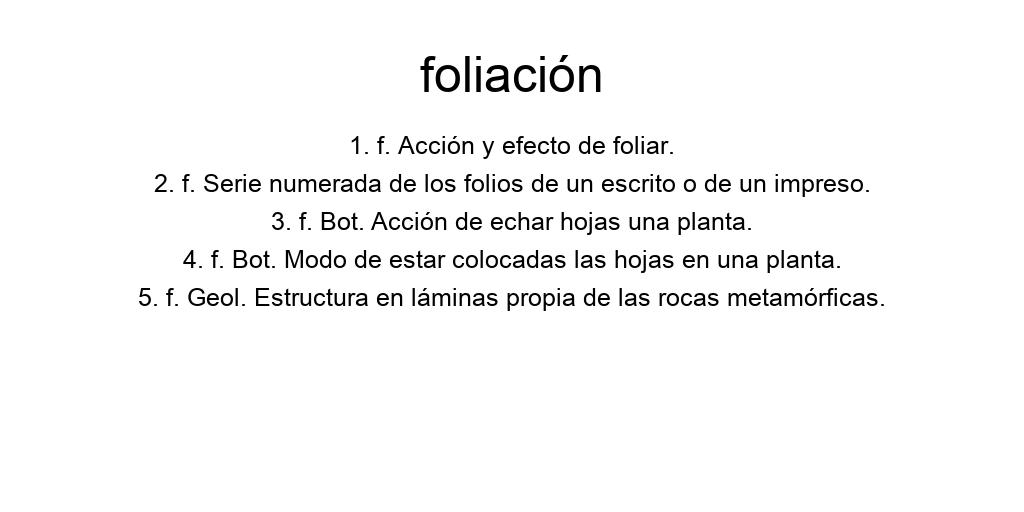 foliación
1. f. Acción y efecto de foliar.
2. f. Serie numerada de los folios de un escrito o de un impreso.
3. f. Bot. Acción de echar hojas una planta.
4. f. Bot. Modo de estar colocadas las hojas en una planta.
5. f. Geol. Estructura en láminas propia de las rocas metamórficas.